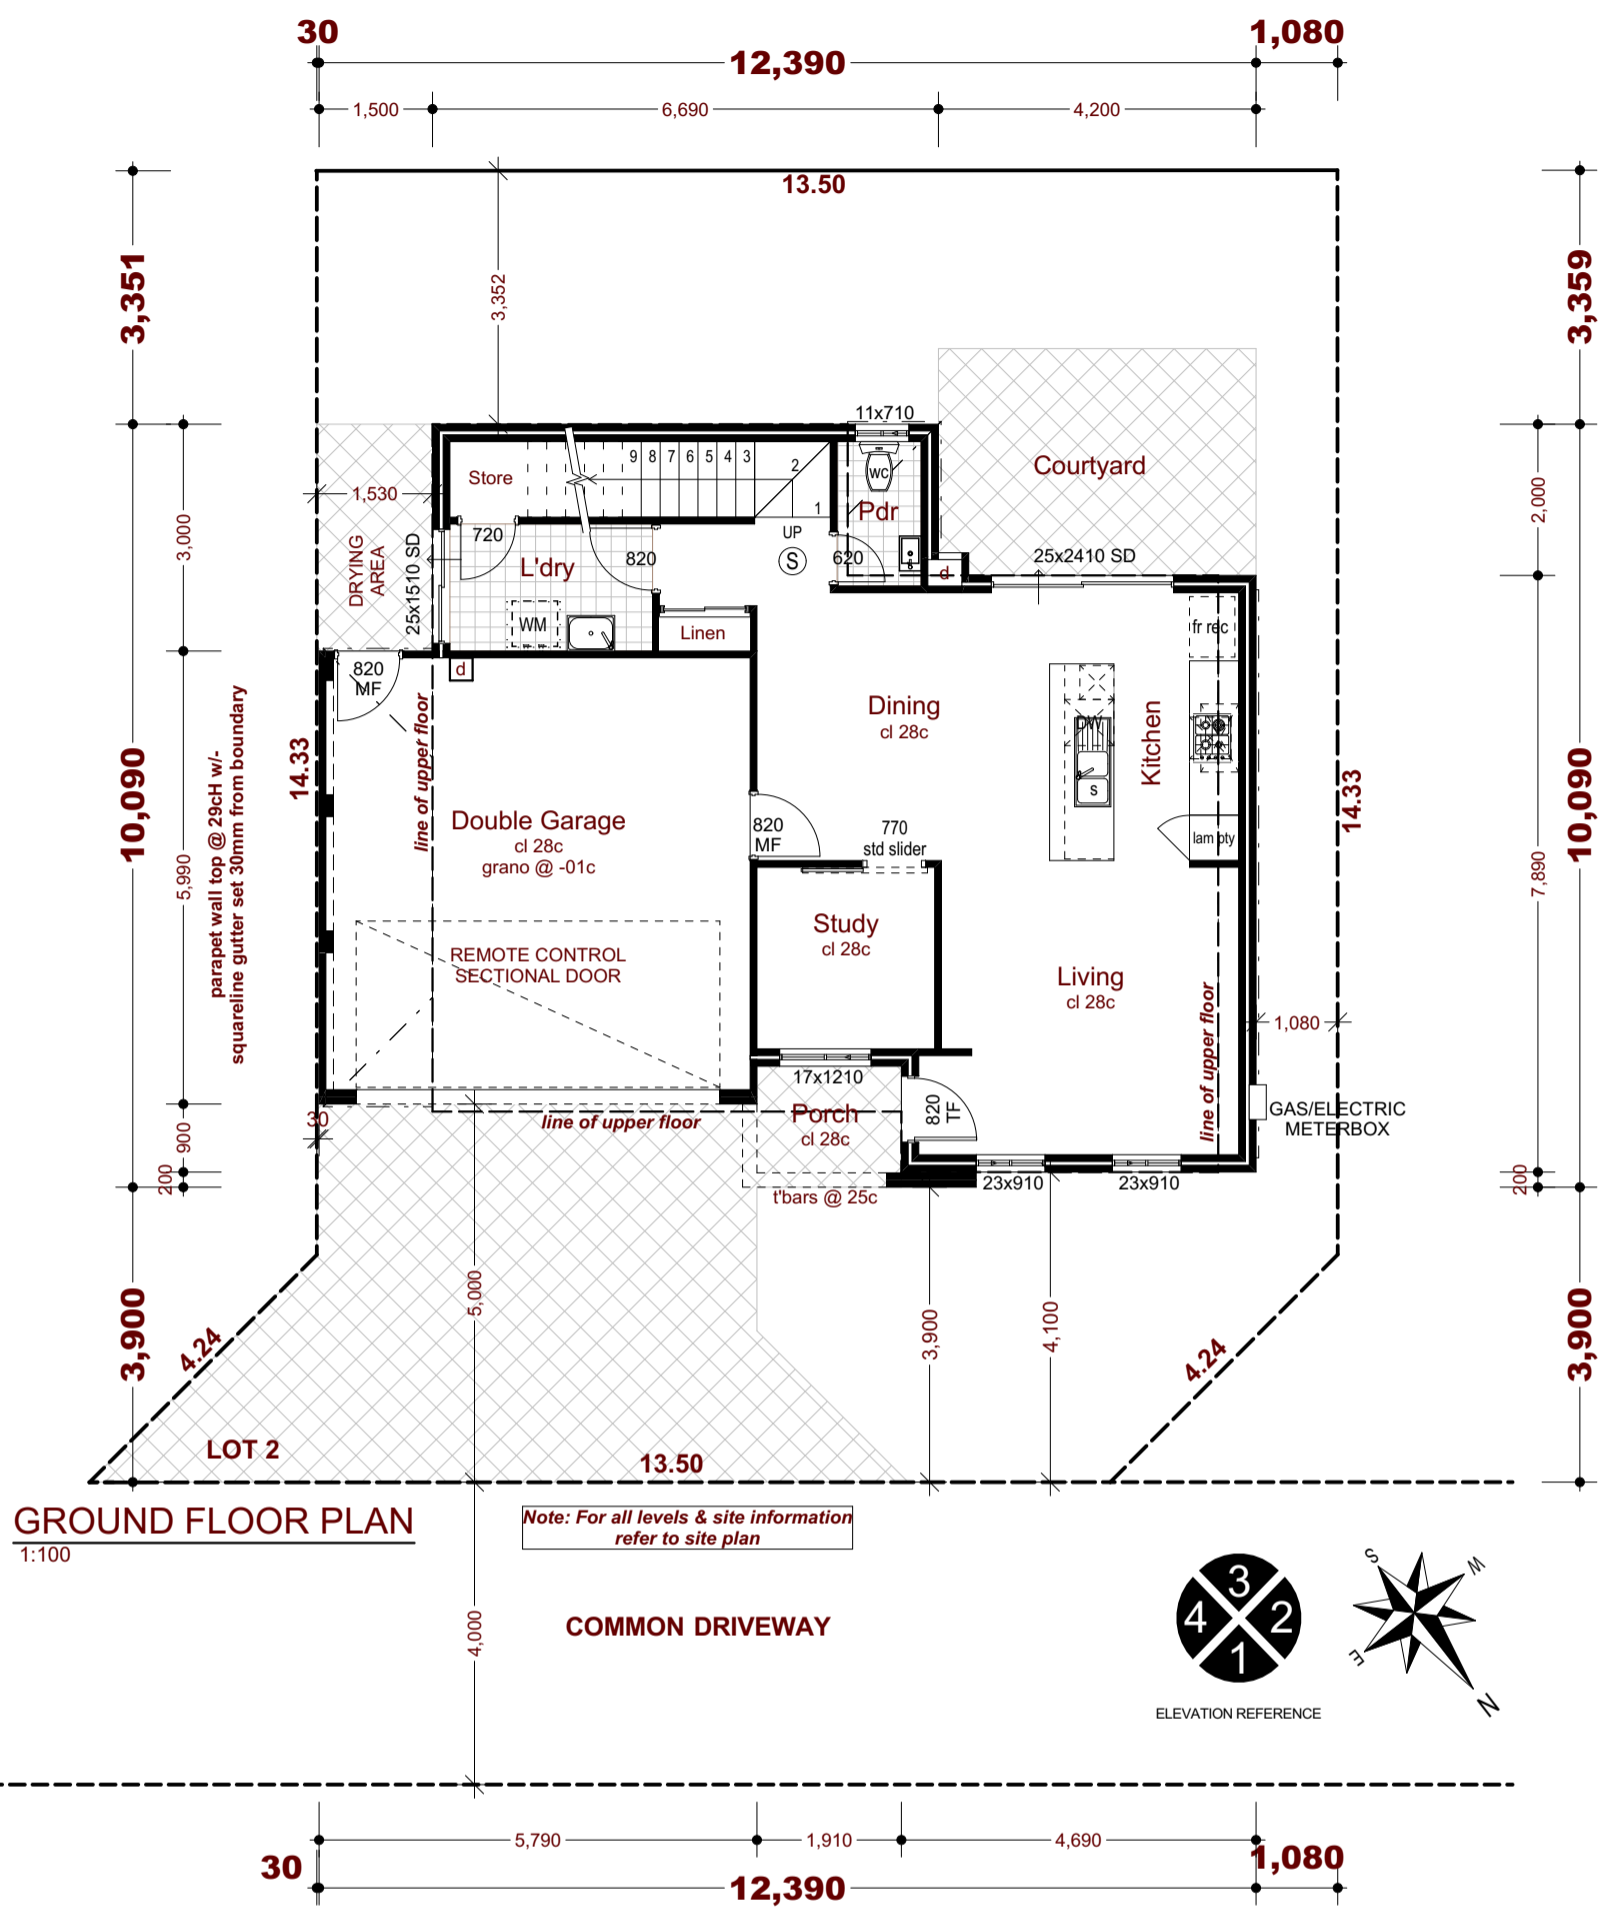 30
12,390
1,080
1,500
6,690
4,200
13.50
3,351
3,352
3,359
11x710
Courtyard
WC
Pdr
Store
9 8 7 6 5 4 3
2
1
UP
S
1,530
3,000
2,000
DRYING
AREA
25x1510 SD
720
L'dry
820
620
d
25x2410 SD
WM
Linen
fr rec
820
MF
d
line of upper floor
Dining
cl 28c
DW
S
Kitchen
lam pty
14.33
14.33
10,090
5,990
parapet wall top @ 29cH w/-
squareline gutter set 30mm from boundary
Double Garage
cl 28c
grano @ -01c
820
MF
770
std slider
7,890
10,090
Study
cl 28c
REMOTE CONTROL
SECTIONAL DOOR
Living
cl 28c
line of upper floor
1,080
17x1210
Porch
cl 28c
820
TF
GAS/ELECTRIC
METERBOX
30
line of upper floor
900
200
200
23x910
23x910
t'bars @ 25c
3,900
4.24
5,000
3,900
4,100
4.24
3,900
LOT 2
13.50
GROUND FLOOR PLAN
1:100
Note: For all levels & site information
refer to site plan
COMMON DRIVEWAY
4,000
3
4
2
1
ELEVATION REFERENCE
S
W
E
N
5,790
1,910
4,690
30
12,390
1,080